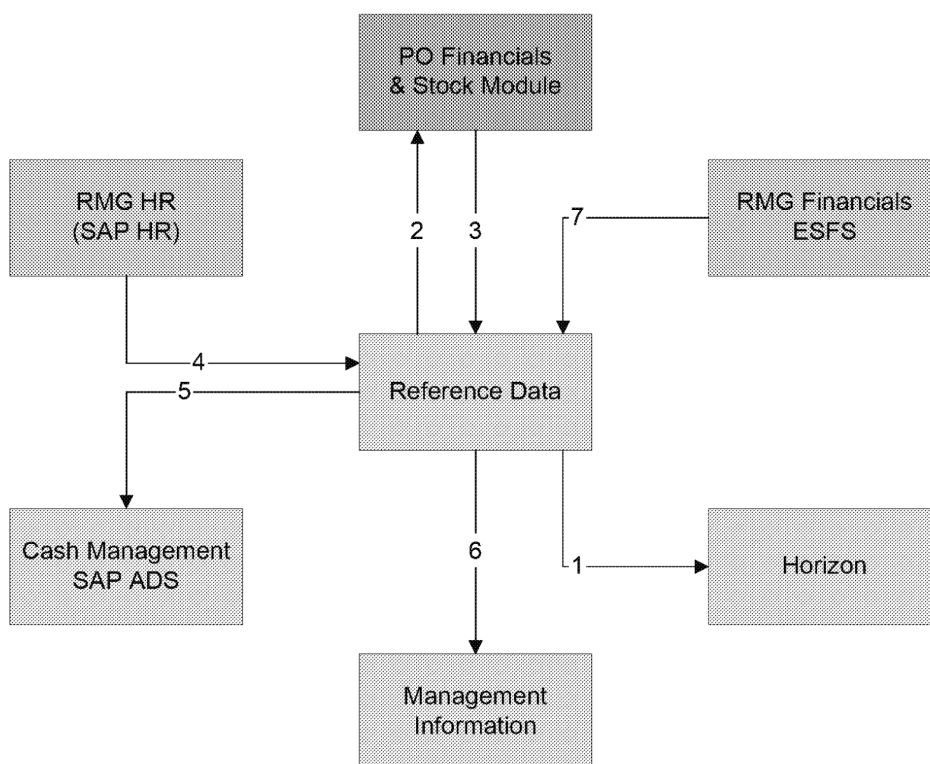 PO Financials
& Stock Module
RMG HR
(SAP HR)
RMG Financials
ESFS
2
3
7
4
Reference Data
5
Cash Management
SAP ADS
6
1
Horizon
Management
Information